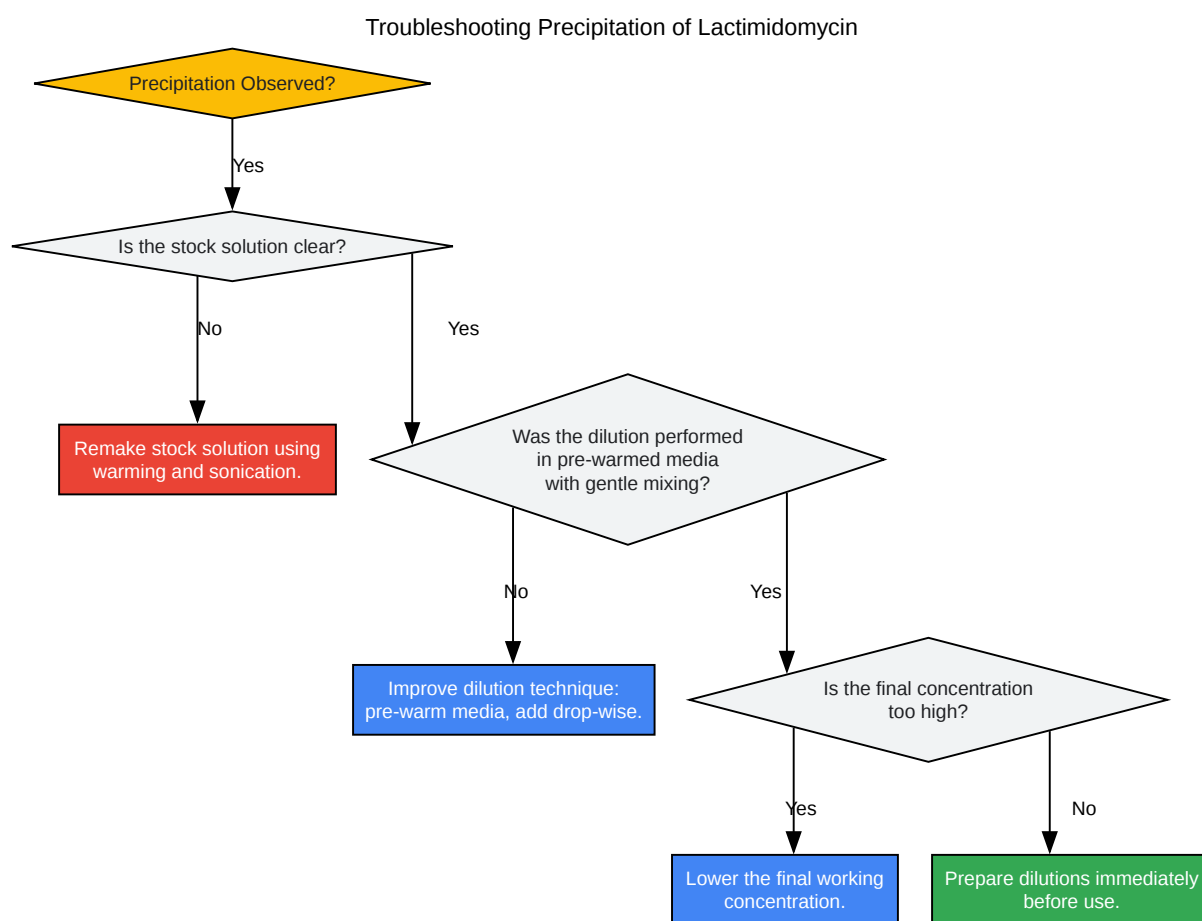 Troubleshooting Precipitation of Lactimidomycin
Precipitation Observed?
Yes
Is the stock solution clear?
No
Yes
Remake stock solution using
warming and sonication.
Was the dilution performed
in pre-warmed media
with gentle mixing?
No
Yes
Improve dilution technique:
pre-warm media, add drop-wise.
Is the final concentration
too high?
Yes
No
Lower the final working
concentration.
Prepare dilutions immediately
before use.